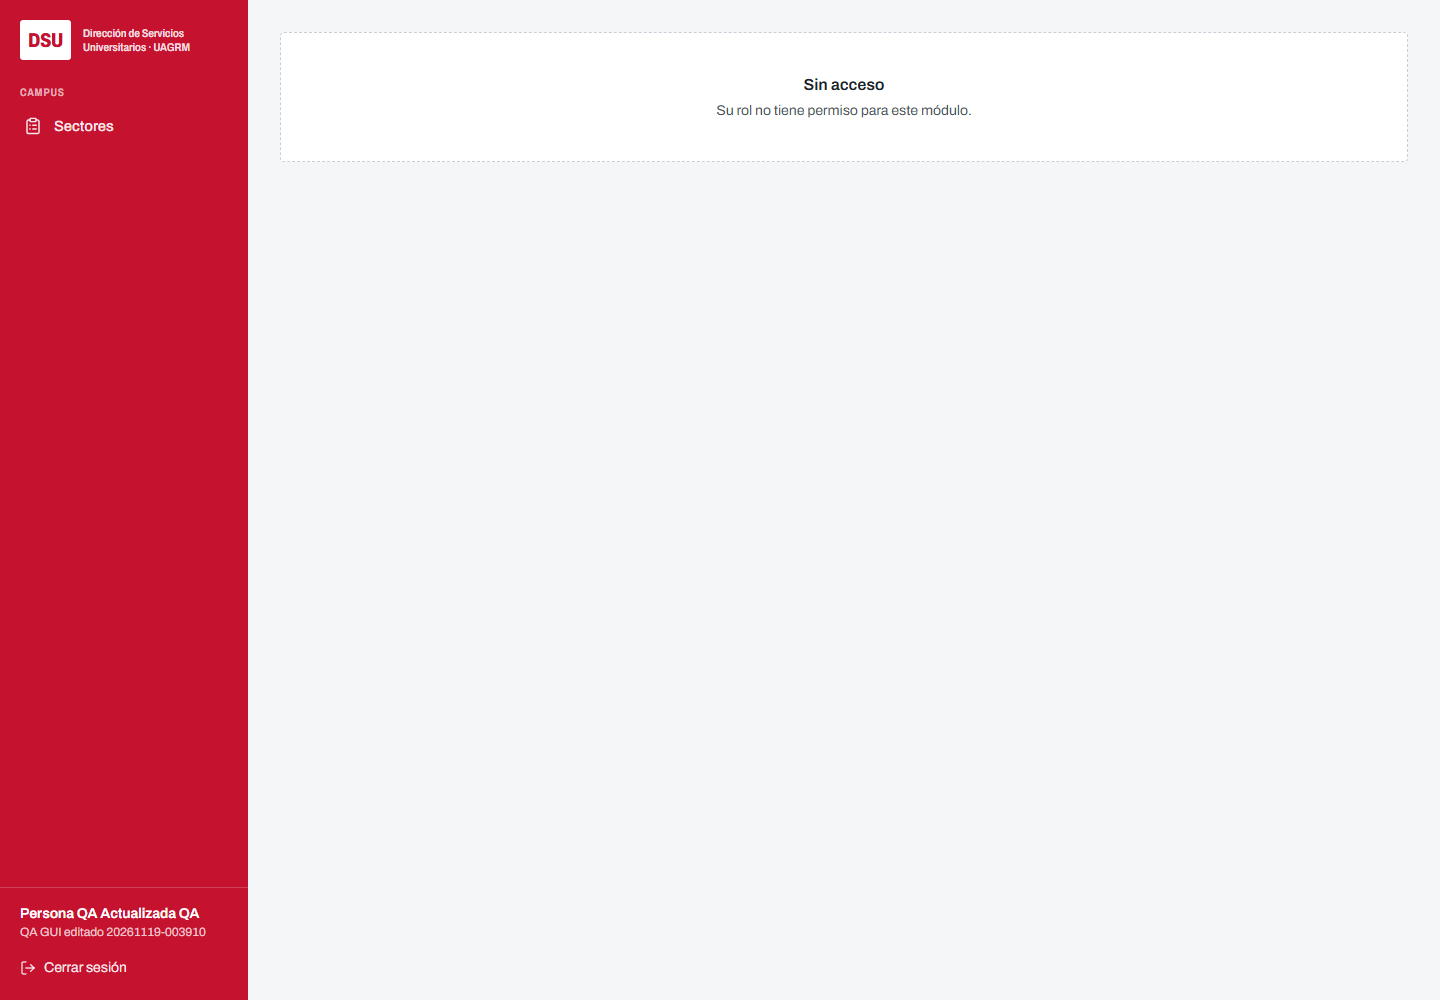 DSU
Dirección de Servicios
Universitarios · UAGRM
CAMPUS
Sectores
Sin acceso
Su rol no tiene permiso para este módulo.
Persona QA Actualizada QA
QA GUI editado 20261119-003910
Cerrar sesión